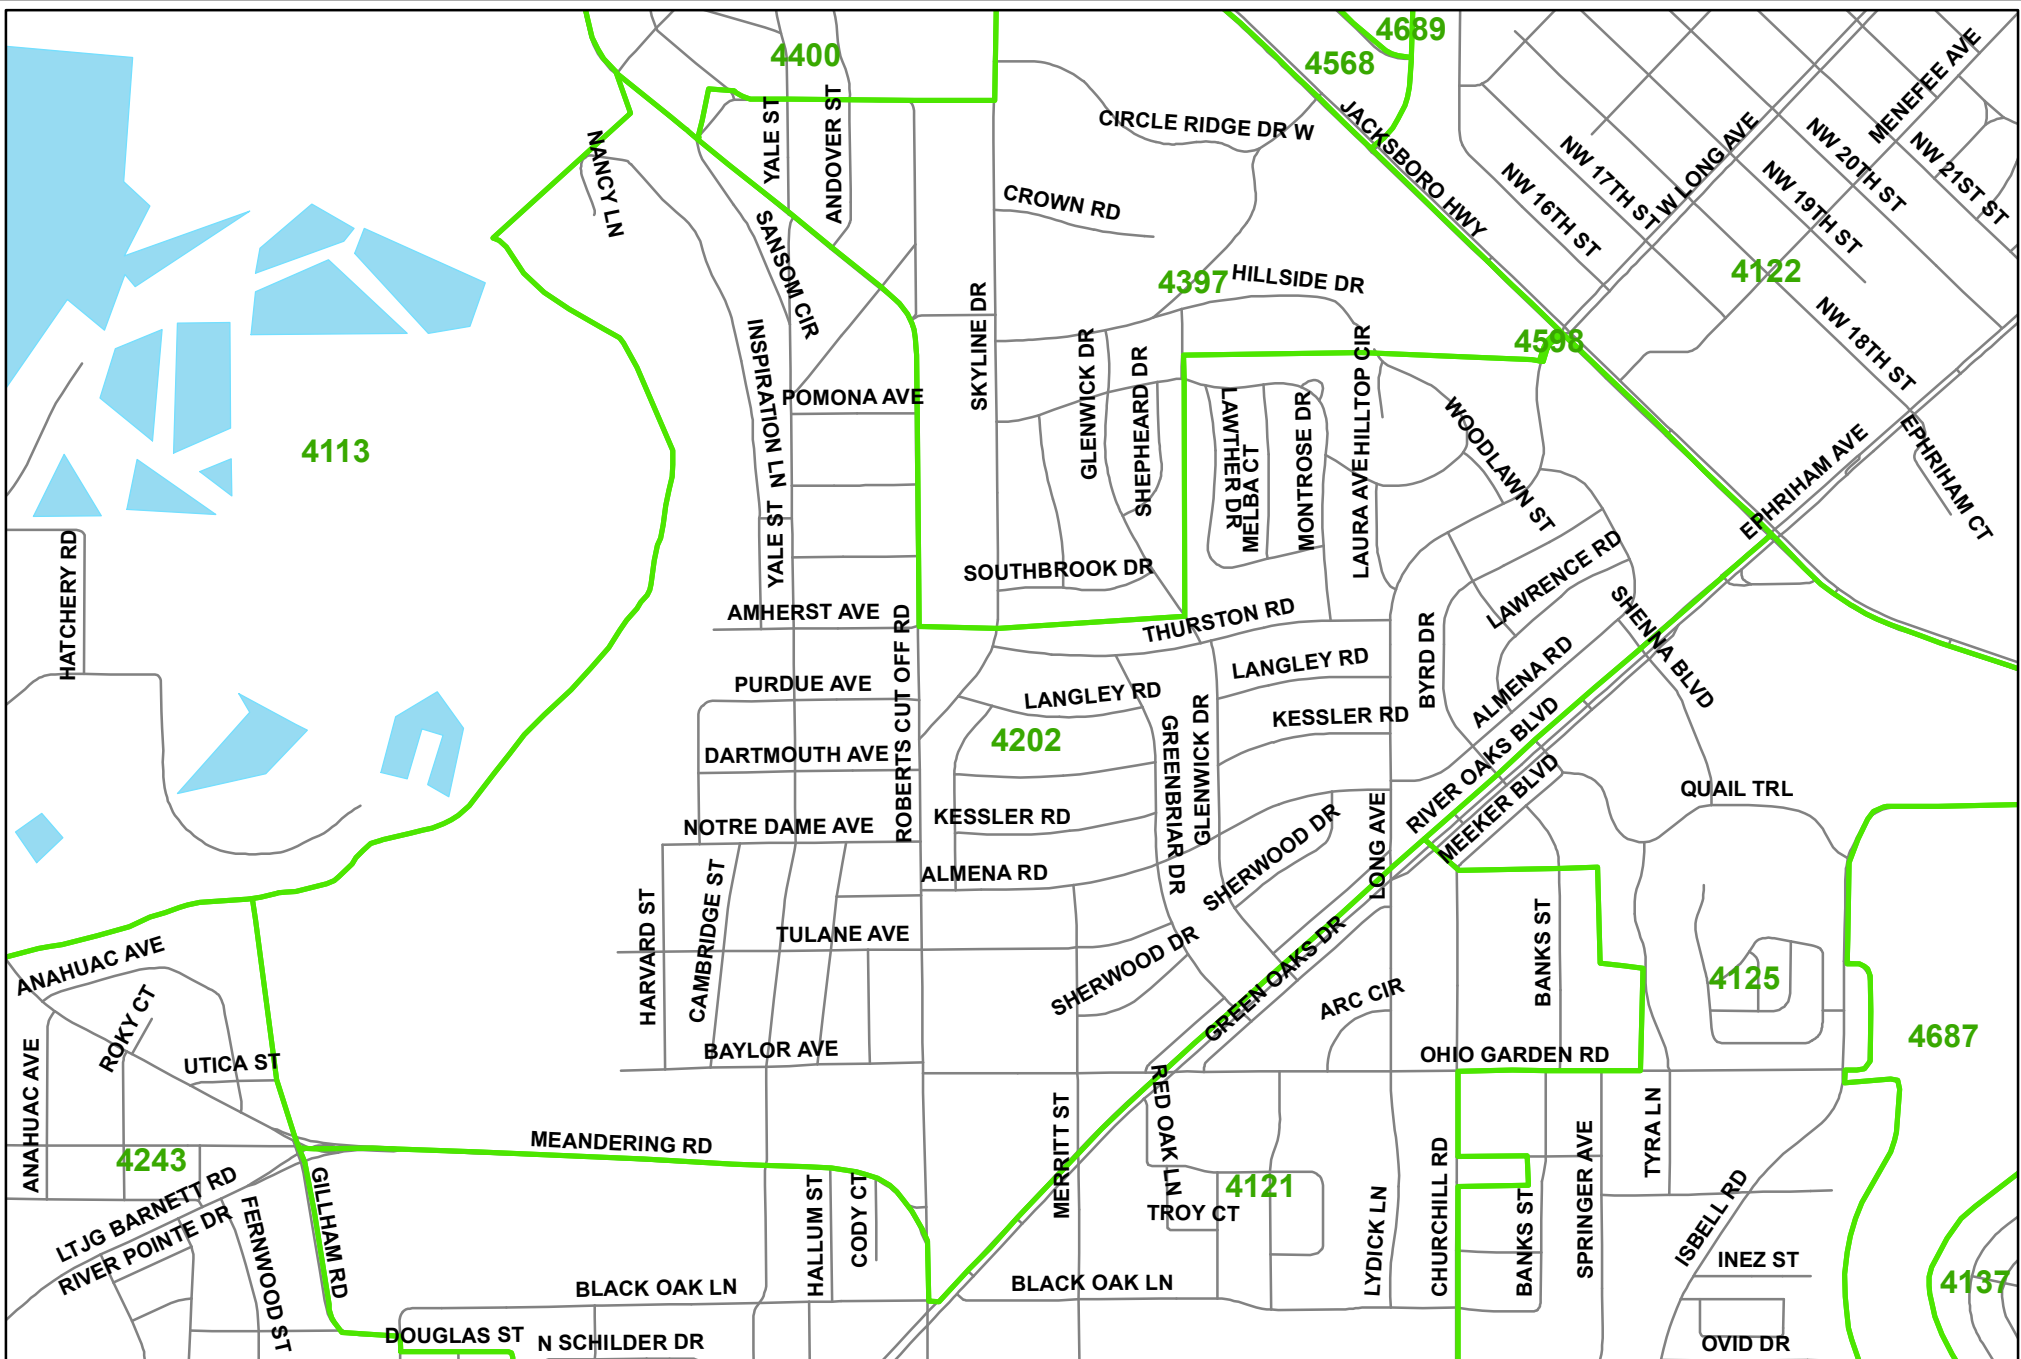 4689
4400
4568
MENEFEE AVE
YALE ST
ANDOVER ST
CIRCLE RIDGE DR W
JACKSBORO HWY
NANCY LN
NW 17TH ST
W LONG AVE
NW 20TH ST
NW 21ST ST
NW 16TH ST
NW 19TH ST
CROWN RD
SANSOM CIR
4397
HILLSIDE DR
4122
SKYLINE DR
INSPIRATION LN
GLENWICK DR
SHEPHEARD DR
HILLTOP CIR
4598
NW 18TH ST
POMONA AVE
LAWTHER DR
MELBA CT
MONTROSE DR
LAURA AVE
WOODLAWN ST
EPHRIHAM AVE
EPHRIHAM CT
4113
YALE ST
HATCHERY RD
SOUTHBROOK DR
LAWRENCE RD
AMHERST AVE
ROBERTS CUT OFF RD
THURSTON RD
BYRD DR
SHENNA BLVD
PURDUE AVE
LANGLEY RD
LANGLEY RD
ALMENA RD
4202
GREENBRIAR DR
GLENWICK DR
KESSLER RD
DARTMOUTH AVE
RIVER OAKS BLVD
MEEKER BLVD
QUAIL TRL
NOTRE DAME AVE
KESSLER RD
SHERWOOD DR
LONG AVE
ALMENA RD
HARVARD ST
CAMBRIDGE ST
TULANE AVE
SHERWOOD DR
GREEN OAKS DR
BANKS ST
ANAHUAC AVE
4125
ROKY CT
ARC CIR
4687
UTICA ST
BAYLOR AVE
OHIO GARDEN RD
ANAHUAC AVE
MERRITT ST
RED OAK LN
TYRA LN
MEANDERING RD
4243
CHURCHILL RD
SPRINGER AVE
4121
LTJG BARNETT RD
RIVER POINTE DR
FERNWOOD ST
GILLHAM RD
HALLUM ST
CODY CT
TROY CT
LYDICK LN
BANKS ST
ISBELL RD
INEZ ST
4137
BLACK OAK LN
BLACK OAK LN
DOUGLAS ST
N SCHILDER DR
OVID DR